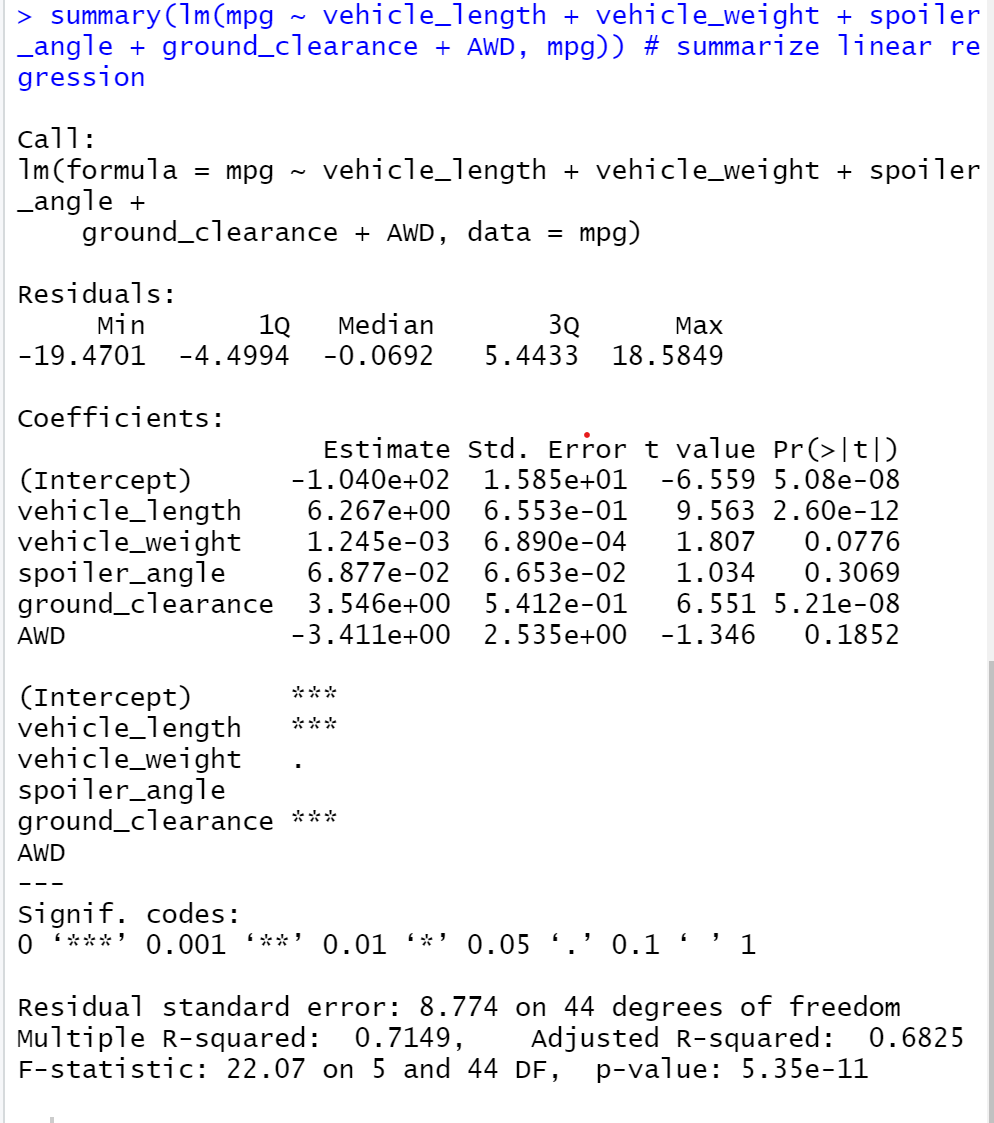 > summary(lm(mpg ~ vehicle_length + vehicle_weight + spoiler
_angle + ground_clearance + AWD, mpg)) # summarize linear re
gression

Call:
lm(formula = mpg ~ vehicle_length + vehicle_weight + spoiler
_angle +
    ground_clearance + AWD, data = mpg)

Residuals:
     Min       1Q   Median       3Q      Max
-19.4701  -4.4994  -0.0692   5.4433  18.5849

Coefficients:
                   Estimate Std. Error t value Pr(>|t|)
(Intercept)      -1.040e+02  1.585e+01  -6.559 5.08e-08
vehicle_length    6.267e+00  6.553e-01   9.563 2.60e-12
vehicle_weight    1.245e-03  6.890e-04   1.807   0.0776
spoiler_angle     6.877e-02  6.653e-02   1.034   0.3069
ground_clearance  3.546e+00  5.412e-01   6.551 5.21e-08
AWD              -3.411e+00  2.535e+00  -1.346   0.1852

(Intercept)      ***
vehicle_length   ***
vehicle_weight   .
spoiler_angle
ground_clearance ***
AWD
---
Signif. codes:
0 ‘***’ 0.001 ‘**’ 0.01 ‘*’ 0.05 ‘.’ 0.1 ‘ ’ 1

Residual standard error: 8.774 on 44 degrees of freedom
Multiple R-squared:  0.7149,    Adjusted R-squared:  0.6825
F-statistic: 22.07 on 5 and 44 DF,  p-value: 5.35e-11